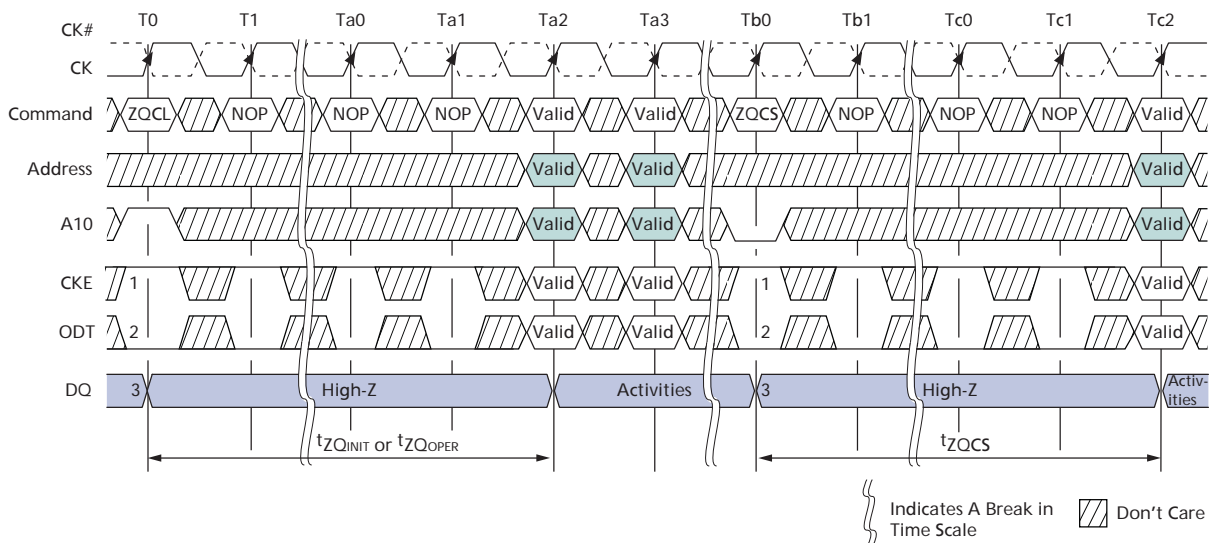 T0 T1 Ta0 Ta1 Ta2 Ta3 Tb0 Tb1 Tc0 Tc1 Tc2
CK#
CK
Command ZQCL NOP NOP NOP Valid Valid ZQCS NOP NOP NOP Valid
Address Valid Valid Valid
A10 Valid Valid Valid
CKE 1 Valid Valid 1 Valid
ODT 2 Valid Valid 2 Valid
DQ 3 High-Z Activities 3 High-Z Activ-
ities
tZQINIT or tZQOPER tZQCS
Indicates A Break in
Time Scale
Don't Care